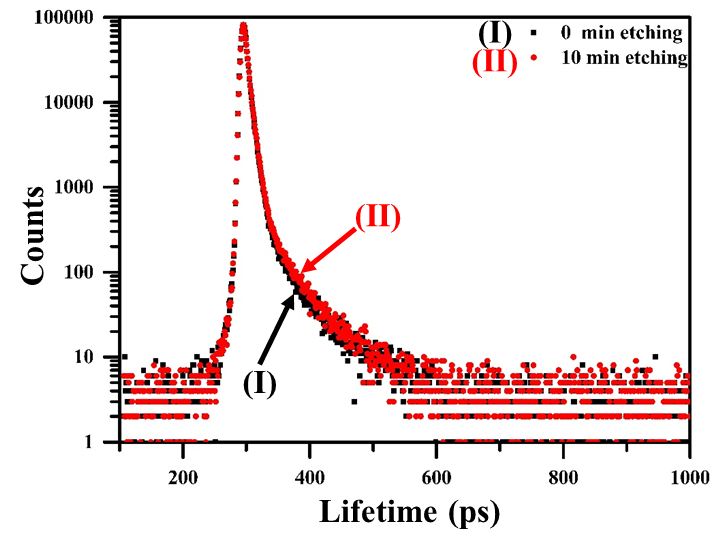 100000
(I) 0 min etching
(II) 10 min etching
10000
1000
(II)
100
10
(I)
1
200 400 600 800 1000
Counts
Lifetime (ps)